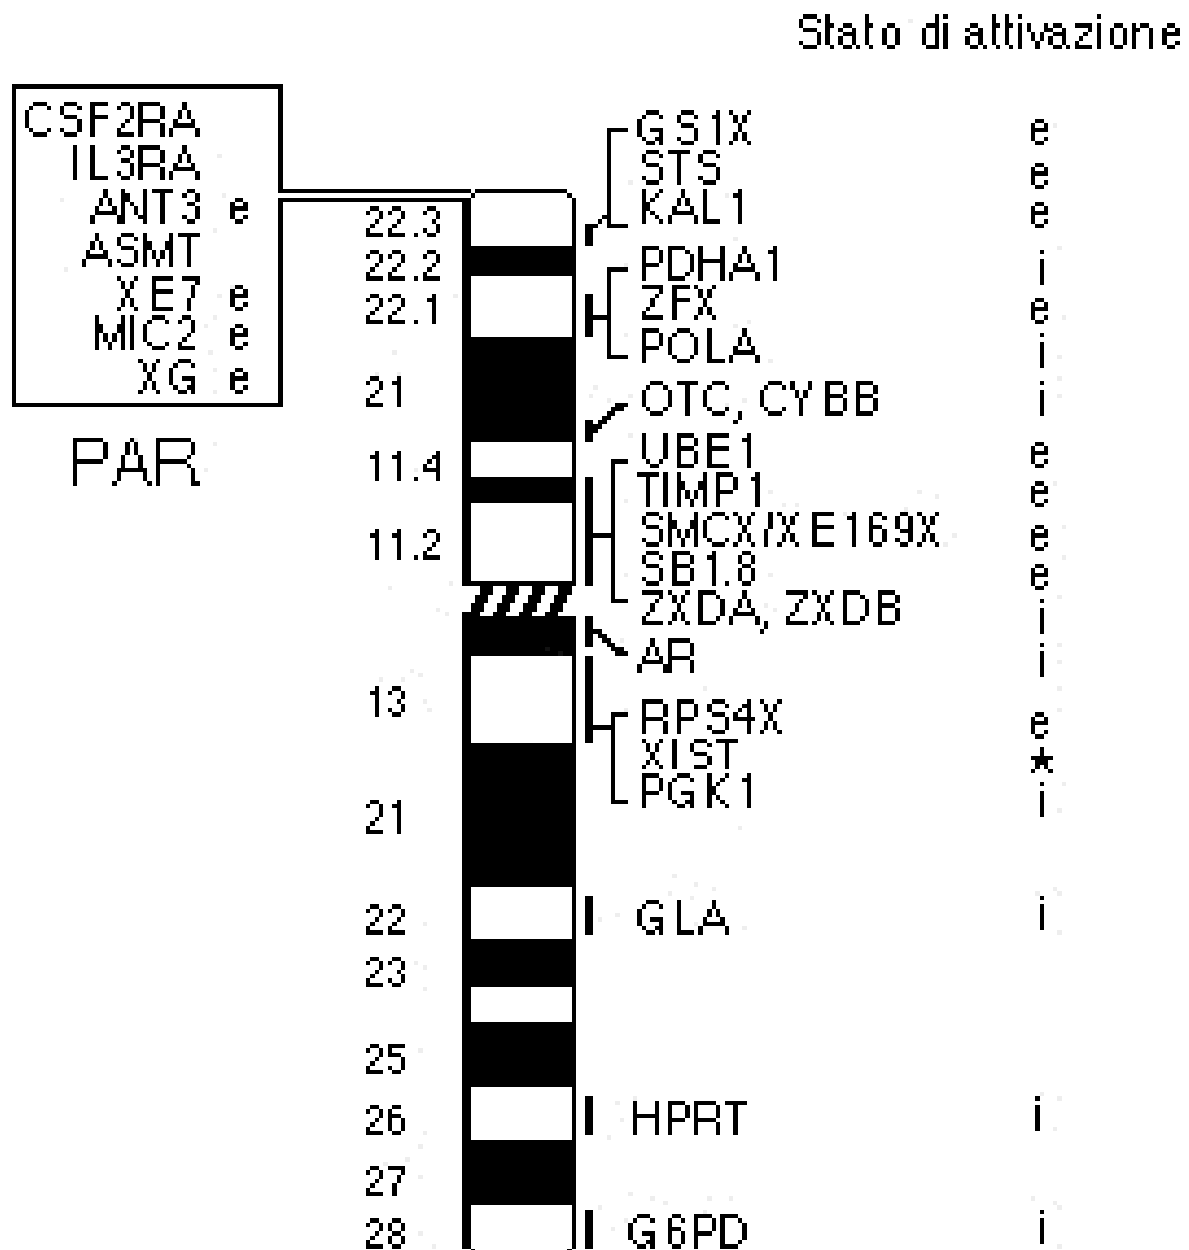 Stato di attivazione
CSF2RA
IL3RA
ANT3 e
ASMT
XE7 e
MIC2 e
XG e
PAR
22.3
22.2
22.1
21
11.4
11.2
13
21
22
23
25
26
27
28
GS1X e
STS e
KAL1 e
PDHA1 i
ZFX e
POLA i
OTC, CYBB i
UBE1 e
TIMP1 e
SMCX/XE169X e
SB1.8 e
ZXDA, ZXDB i
AR i
RPS4X e
XIST ★
PGK1 i
GLA i
HPRT i
G6PD i